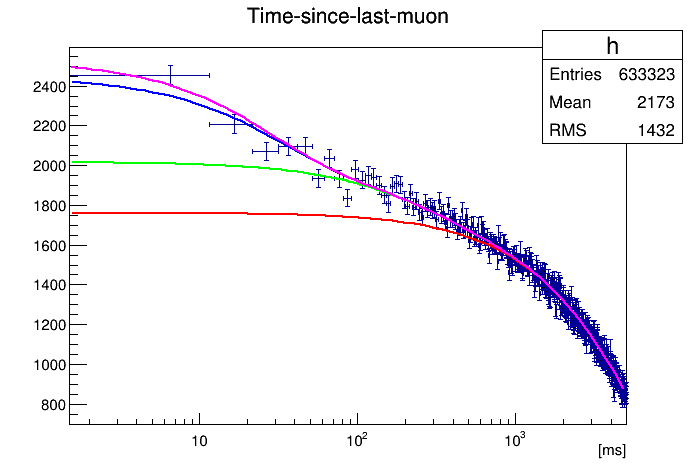 Time-since-last-muon
h
Entries 633323
Mean 2173
RMS 1432
2400
2200
2000
1800
1600
1400
1200
1000
800
10
10²
10³
[ms]